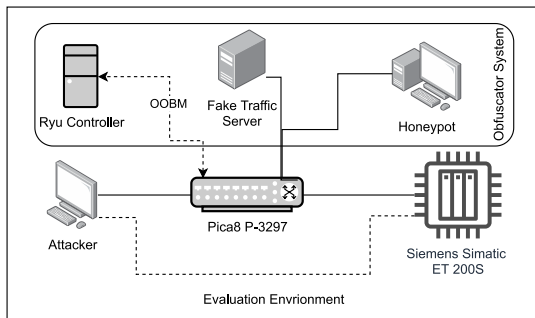 Obfuscator System
OOBM
Ryu Controller
Fake Traffic
Server
Honeypot
Attacker
Pica8 P-3297
Siemens Simatic
ET 200S
Evaluation Envrionment